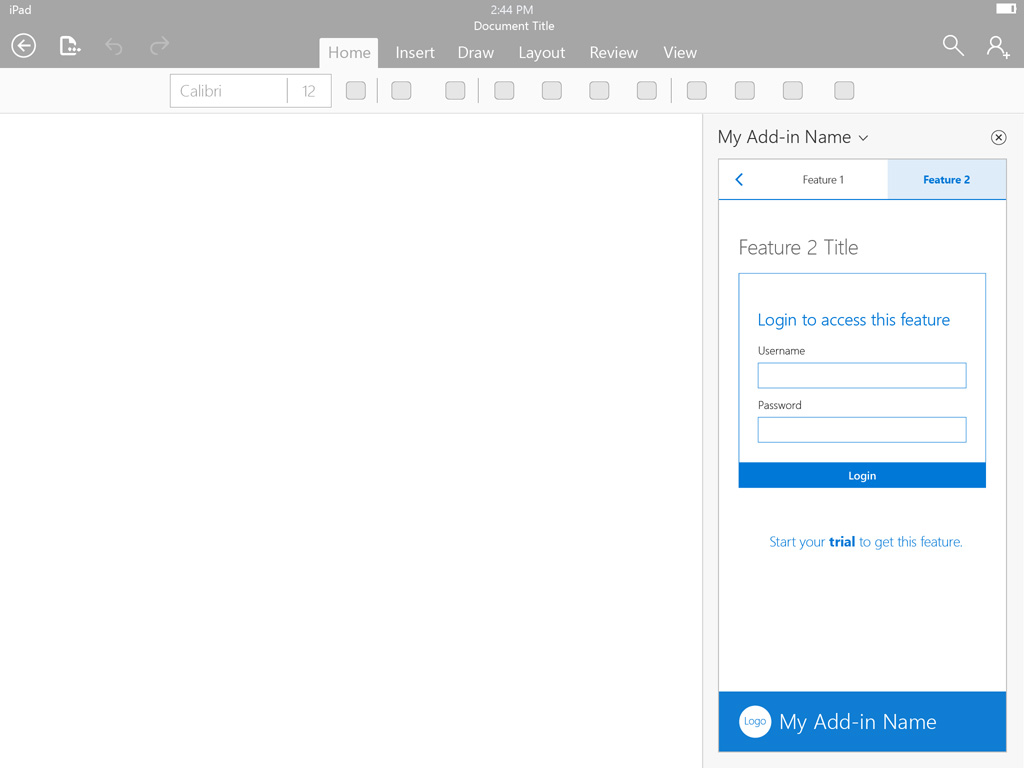 iPad
2:44 PM
Document Title
Home Insert Draw Layout Review View
Calibri 12
My Add-in Name
Feature 1 Feature 2
Feature 2 Title
Login to access this feature
Username
Password
Login
Start your trial to get this feature.
Logo My Add-in Name